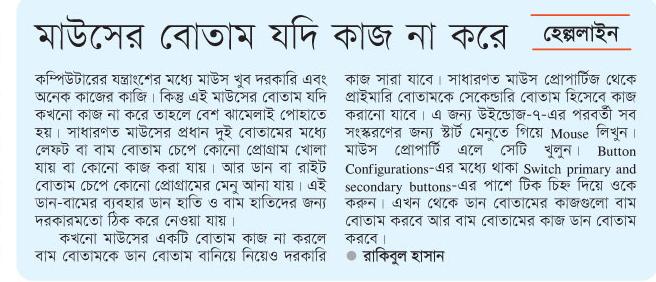 মাউসের বোতাম যদি কাজ না করে
হেল্পলাইন
কম্পিউটারের যন্ত্রাংশের মধ্যে মাউস খুব দরকারি এবং
অনেক কাজের কাজি। কিন্তু এই মাউসের বোতাম যদি
কখনো কাজ না করে তাহলে বেশ ঝামেলাই পোহাতে
হয়। সাধারণত মাউসের প্রধান দুই বোতামের মধ্যে
লেফট বা বাম বোতাম চেপে কোনো প্রোগ্রাম খোলা
যায় বা কোনো কাজ করা যায়। আর ডান বা রাইট
বোতাম চেপে কোনো প্রোগ্রামের মেনু আনা যায়। এই
ডান-বামের ব্যবহার ডান হাতি ও বাম হাতিদের জন্য
দরকারমতো ঠিক করে নেওয়া যায়।
কখনো মাউসের একটি বোতাম কাজ না করলে
বাম বোতামকে ডান বোতাম বানিয়ে নিয়েও দরকারি
কাজ সারা যাবে। সাধারণত মাউস প্রোপার্টিজ থেকে
প্রাইমারি বোতামকে সেকেন্ডারি বোতাম হিসেবে কাজ
করানো যাবে। এ জন্য উইন্ডোজ-৭-এর পরবর্তী সব
সংস্করণের জন্য স্টার্ট মেনুতে গিয়ে Mouse লিখুন।
মাউস প্রোপার্টি এলে সেটি খুলুন। Button
Configurations-এর মধ্যে থাকা Switch primary and
secondary buttons-এর পাশে টিক চিহ্ন দিয়ে ওকে
করুন। এখন থেকে ডান বোতামের কাজগুলো বাম
বোতাম করবে আর বাম বোতামের কাজ ডান বোতাম
করবে।
● রাকিবুল হাসান